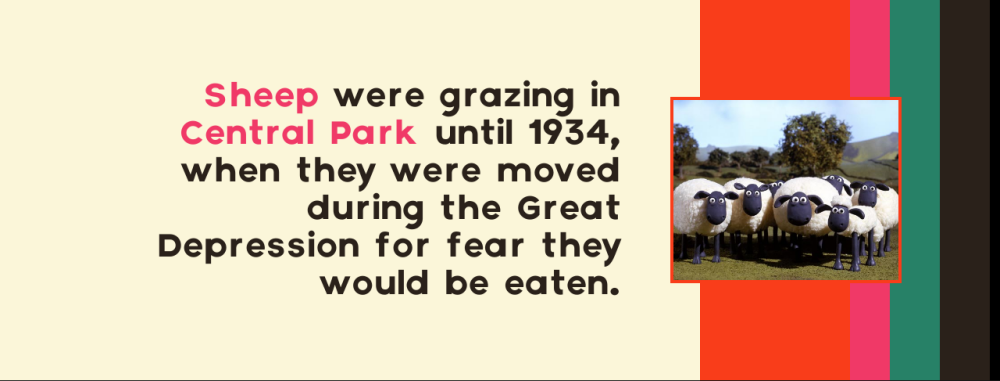 Sheep were grazing in
Central Park until 1934,
when they were moved
during the Great
Depression for fear they
would be eaten.